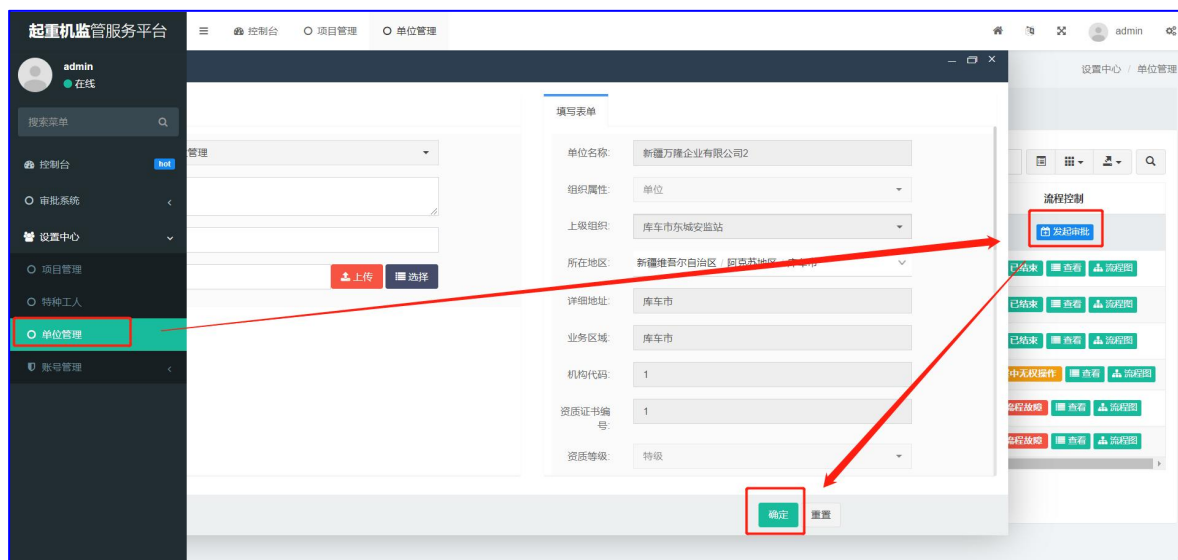 起重机监管服务平台
控制台
项目管理
单位管理
admin
admin
在线
设置中心 / 单位管理
搜索菜单
控制台
hot
审批系统
设置中心
项目管理
特种工人
单位管理
账号管理
管理
上传
选择
填写表单
单位名称:
新疆万隆企业有限公司2
组织属性:
单位
上级组织:
库车市东城安监站
所在地区:
新疆维吾尔自治区 / 阿克苏地区 / 库车市
详细地址:
库车市
业务区域:
库车市
机构代码:
1
资质证书编
号:
1
资质等级:
特级
确定
重置
流程控制
发起审批
已结束 查看 流程图
已结束 查看 流程图
已结束 查看 流程图
中无权操作 查看 流程图
流程故障 查看 流程图
流程故障 查看 流程图